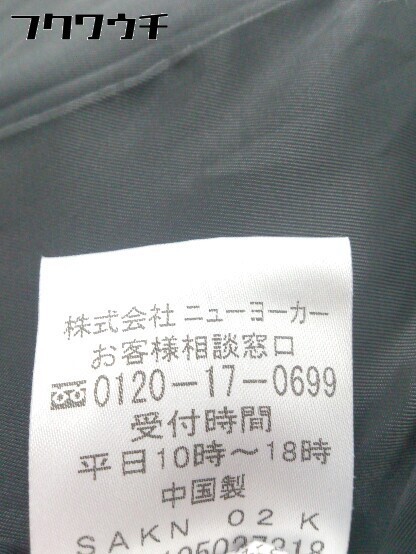 フクウウチ
株式会社 ニューヨーカー
お客様相談窓口
0120-17-0699
受付時間
平日10時～18時
中国製
SAKN 02 K